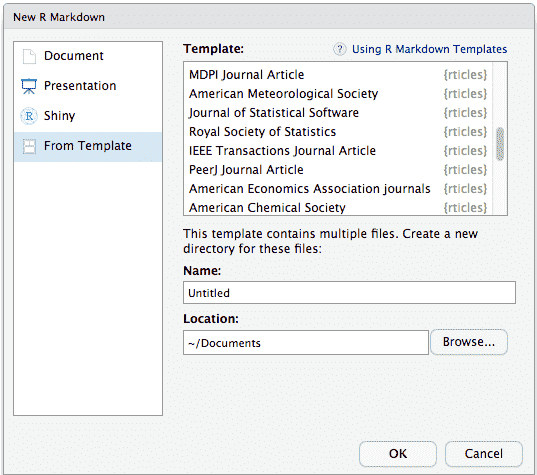 New R Markdown
Document
Presentation
R Shiny
From Template
Template:
? Using R Markdown Templates
MDPI Journal Article {rticles}
American Meteorological Society {rticles}
Journal of Statistical Software {rticles}
Royal Society of Statistics {rticles}
IEEE Transactions Journal Article {rticles}
PeerJ Journal Article {rticles}
American Economics Association journals {rticles}
American Chemical Society {rticles}
This template contains multiple files. Create a new
directory for these files:
Name:
Untitled
Location:
~/Documents
Browse...
OK
Cancel